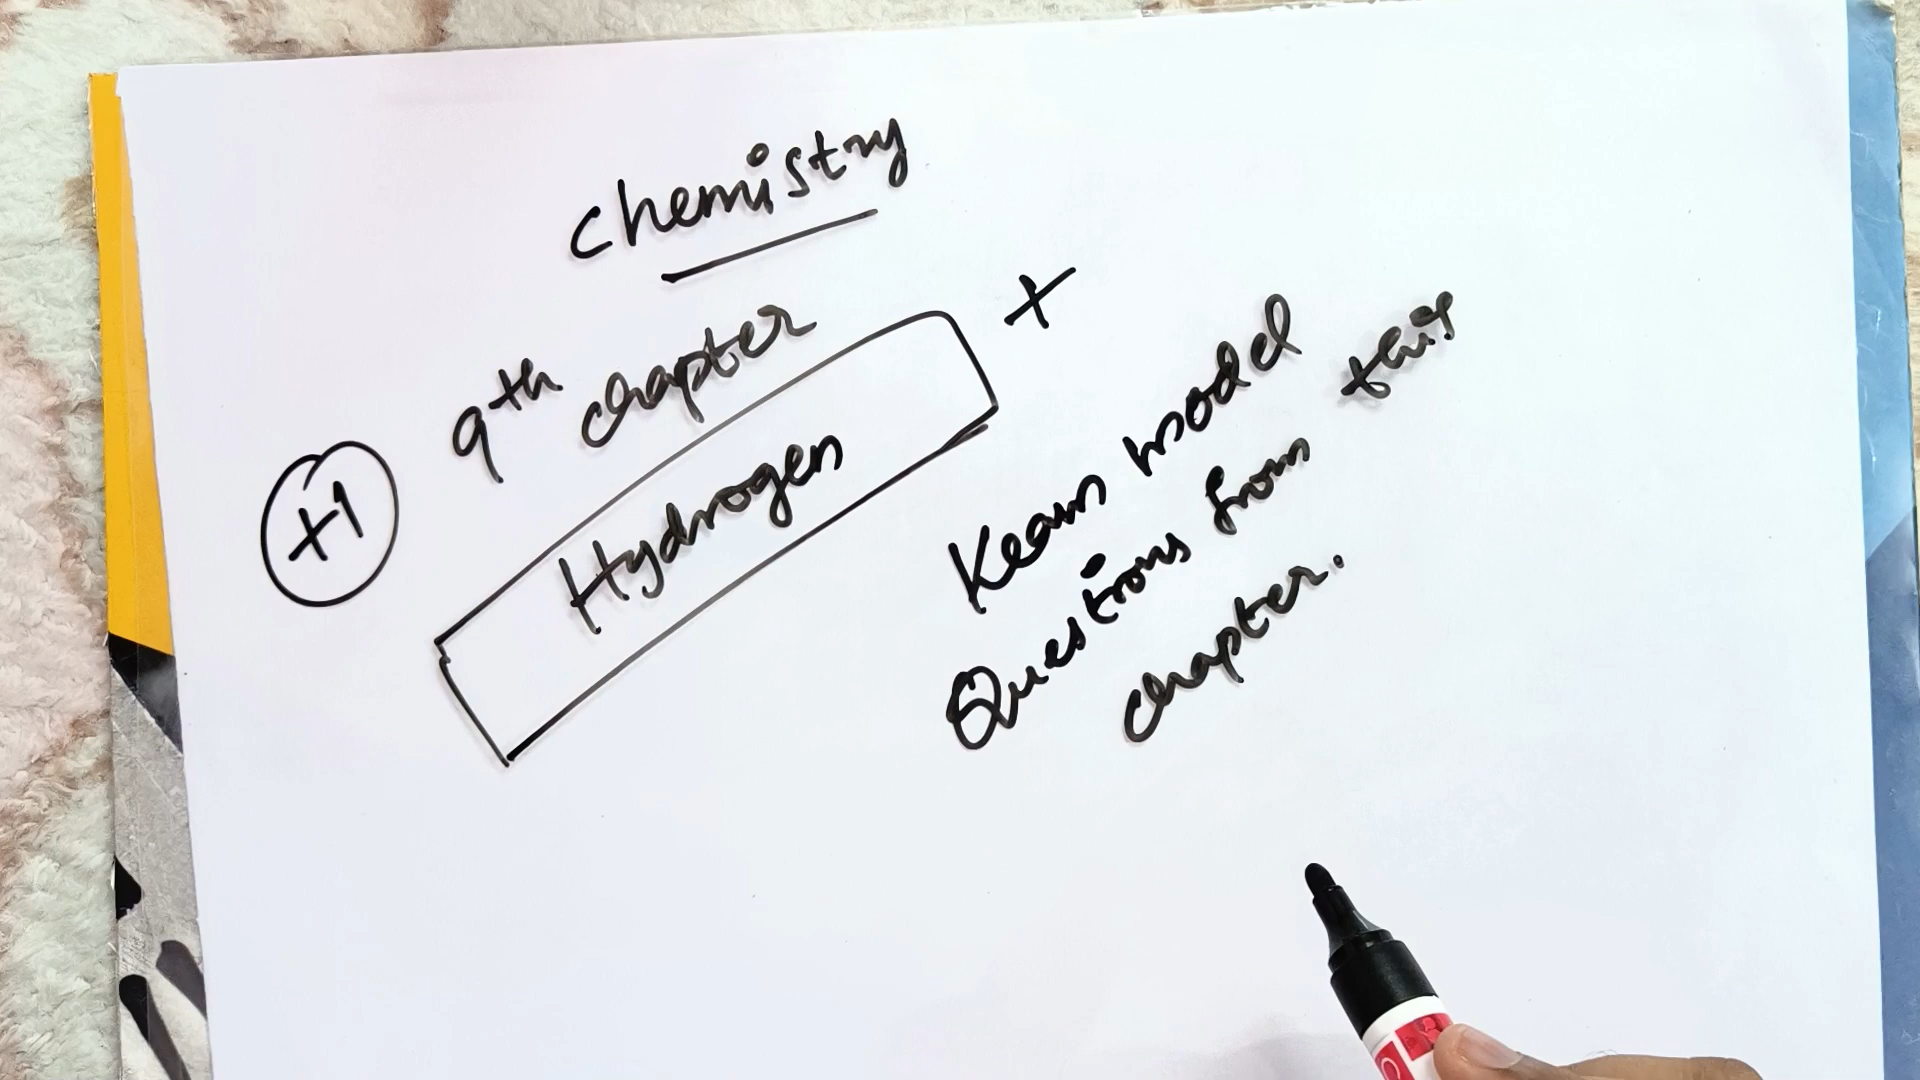 Chemistry
+1
9th chapter
Hydrogen
+
Keam model
Questions from this
chapter.